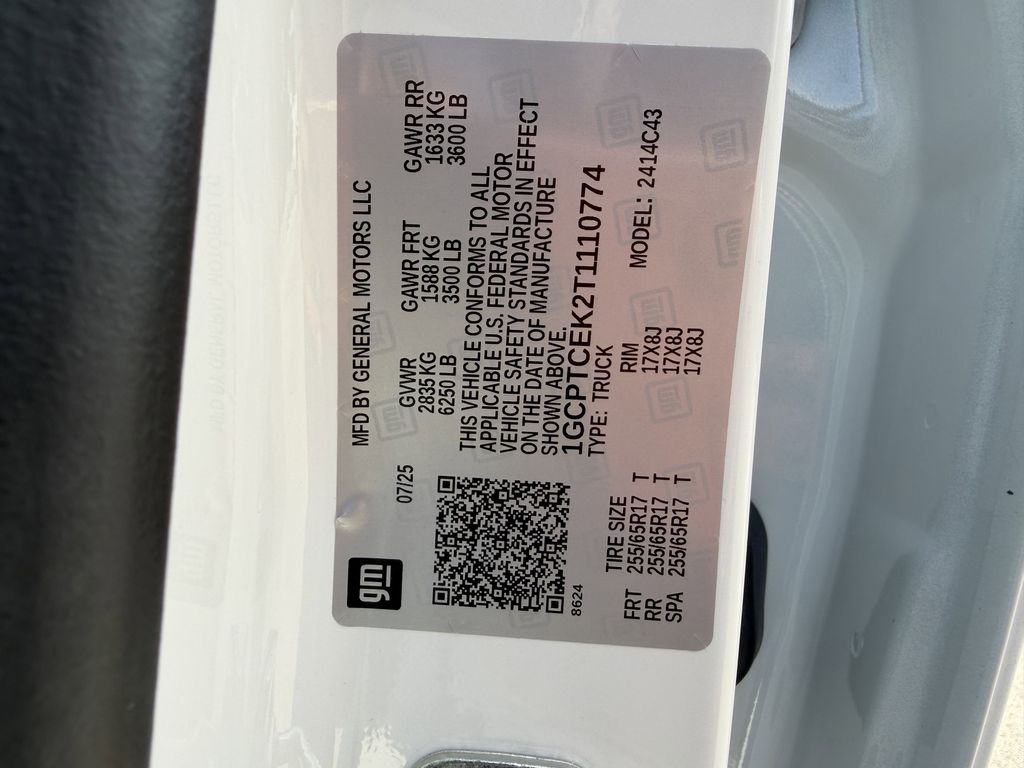 gm
07/25
MFD BY GENERAL MOTORS LLC
GVWR GAWR FRT GAWR RR
2835 KG 1588 KG 1633 KG
6250 LB 3500 LB 3600 LB
THIS VEHICLE CONFORMS TO ALL
APPLICABLE U.S. FEDERAL MOTOR
VEHICLE SAFETY STANDARDS IN EFFECT
ON THE DATE OF MANUFACTURE
SHOWN ABOVE.
1GCPTCEK2T1110774
TYPE: TRUCK
8624
MODEL: 2414C43
TIRE SIZE RIM
FRT 255/65R17 T 17X8J
RR 255/65R17 T 17X8J
SPA 255/65R17 T 17X8J